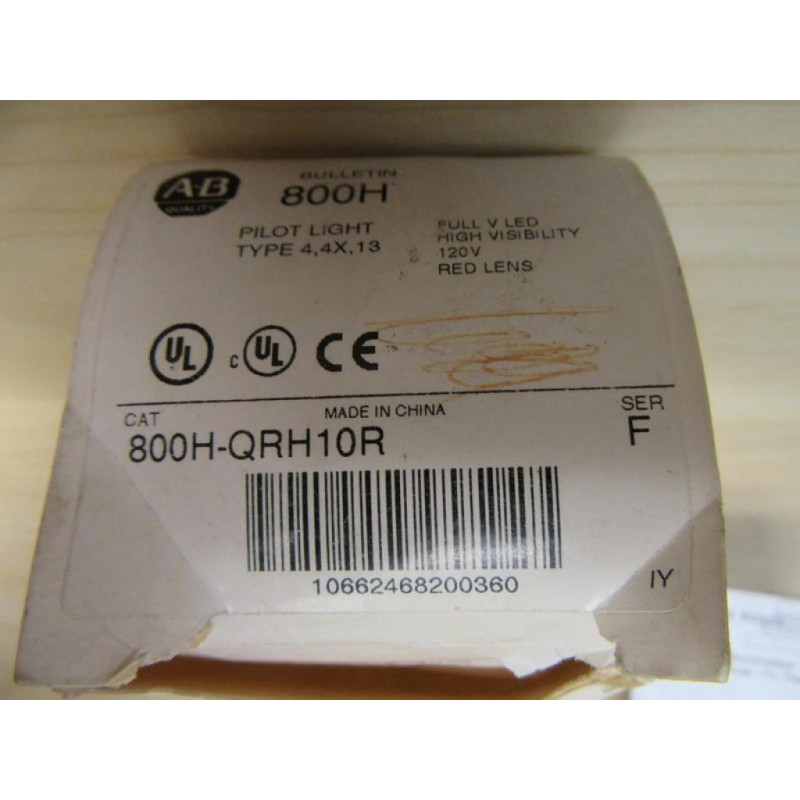 A-B
QUALITY
BULLETIN
800H
PILOT LIGHT
TYPE 4,4X,13
FULL V LED
HIGH VISIBILITY
120V
RED LENS
UL
c UL CE
MADE IN CHINA
CAT
800H-QRH10R
SER
F
10662468200360
IY